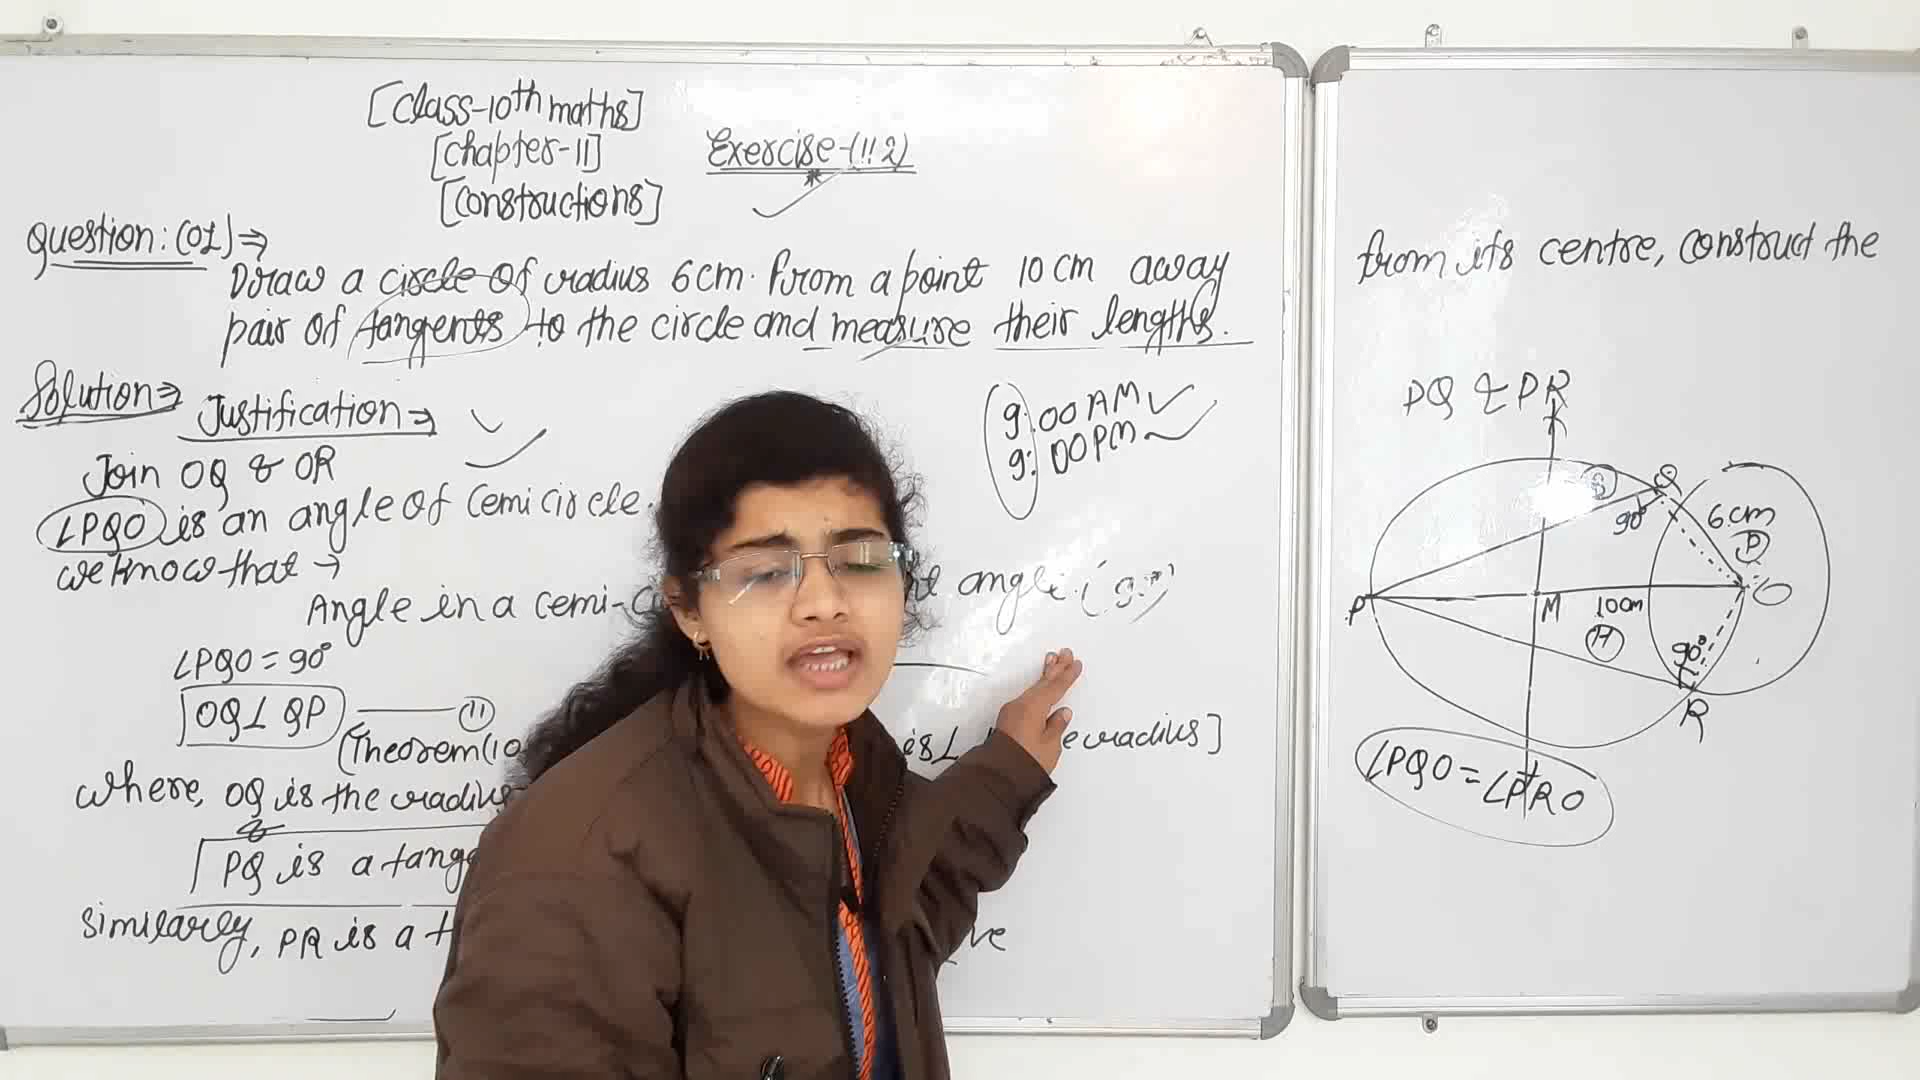 [Class-10th maths]
[Chapter-11]
[Constructions]
Exercise-(11.2)
Question:(01)⇒
Draw a circle of radius 6cm. From a point 10cm away
from its centre, construct the
pair of tangents to the circle and measure their lengths.
Solution⇒
Justification⇒
9:00 AM
9:00 PM
Join OQ & OR
∠PQO is an angle of Cemicircle.
we know that →
Angle in a cemi-c
angle.
∠PQO = 90°
OQ⊥QP
(Theorem(10
is⊥
radius]
where, OQ is the radius
&
PQ is a tang
Similarly, PR is a t
PQ & PR
Q
90°
6cm
P
M
10cm
O
90°
R
∠PQO = ∠PRO